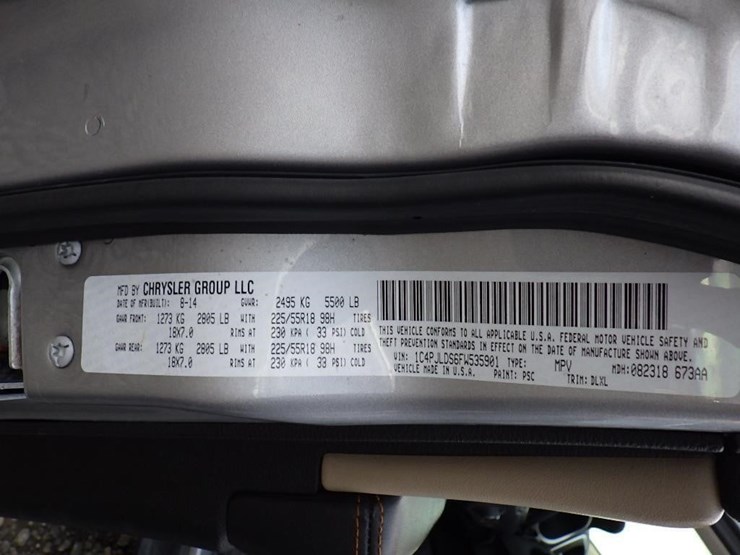 MFD BY CHRYSLER GROUP LLC
DATE OF MFR(BUILT): 8-14 GVWR: 2495 KG 5500 LB
GAWR FRONT: 1273 KG 2805 LB WITH 225/55R18 98H TIRES
18X7.0 RIMS AT 230 KPA ( 33 PSI) COLD
GAWR REAR: 1273 KG 2805 LB WITH 225/55R18 98H TIRES
18X7.0 RIMS AT 230 KPA ( 33 PSI) COLD
THIS VEHICLE CONFORMS TO ALL APPLICABLE U.S.A. FEDERAL MOTOR VEHICLE SAFETY AND
THEFT PREVENTION STANDARDS IN EFFECT ON THE DATE OF MANUFACTURE SHOWN ABOVE.
VIN: 1C4PJLDS6FW535901 TYPE: MPV MDH: 082318 673AA
VEHICLE MADE IN U.S.A. PAINT: PSC TRIM: DLXL